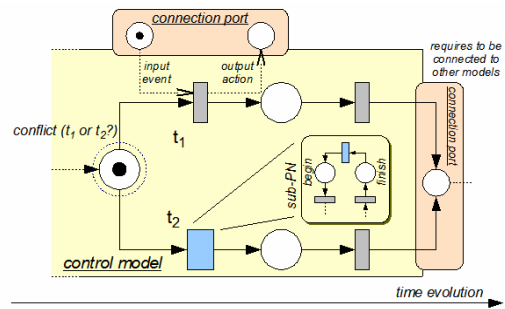 connection port
input
event
output
action
requires to be
connected to
other models
conflict (t1 or t2?)
t1
connection port
sub-PN
begin
finish
t2
control model
time evolution